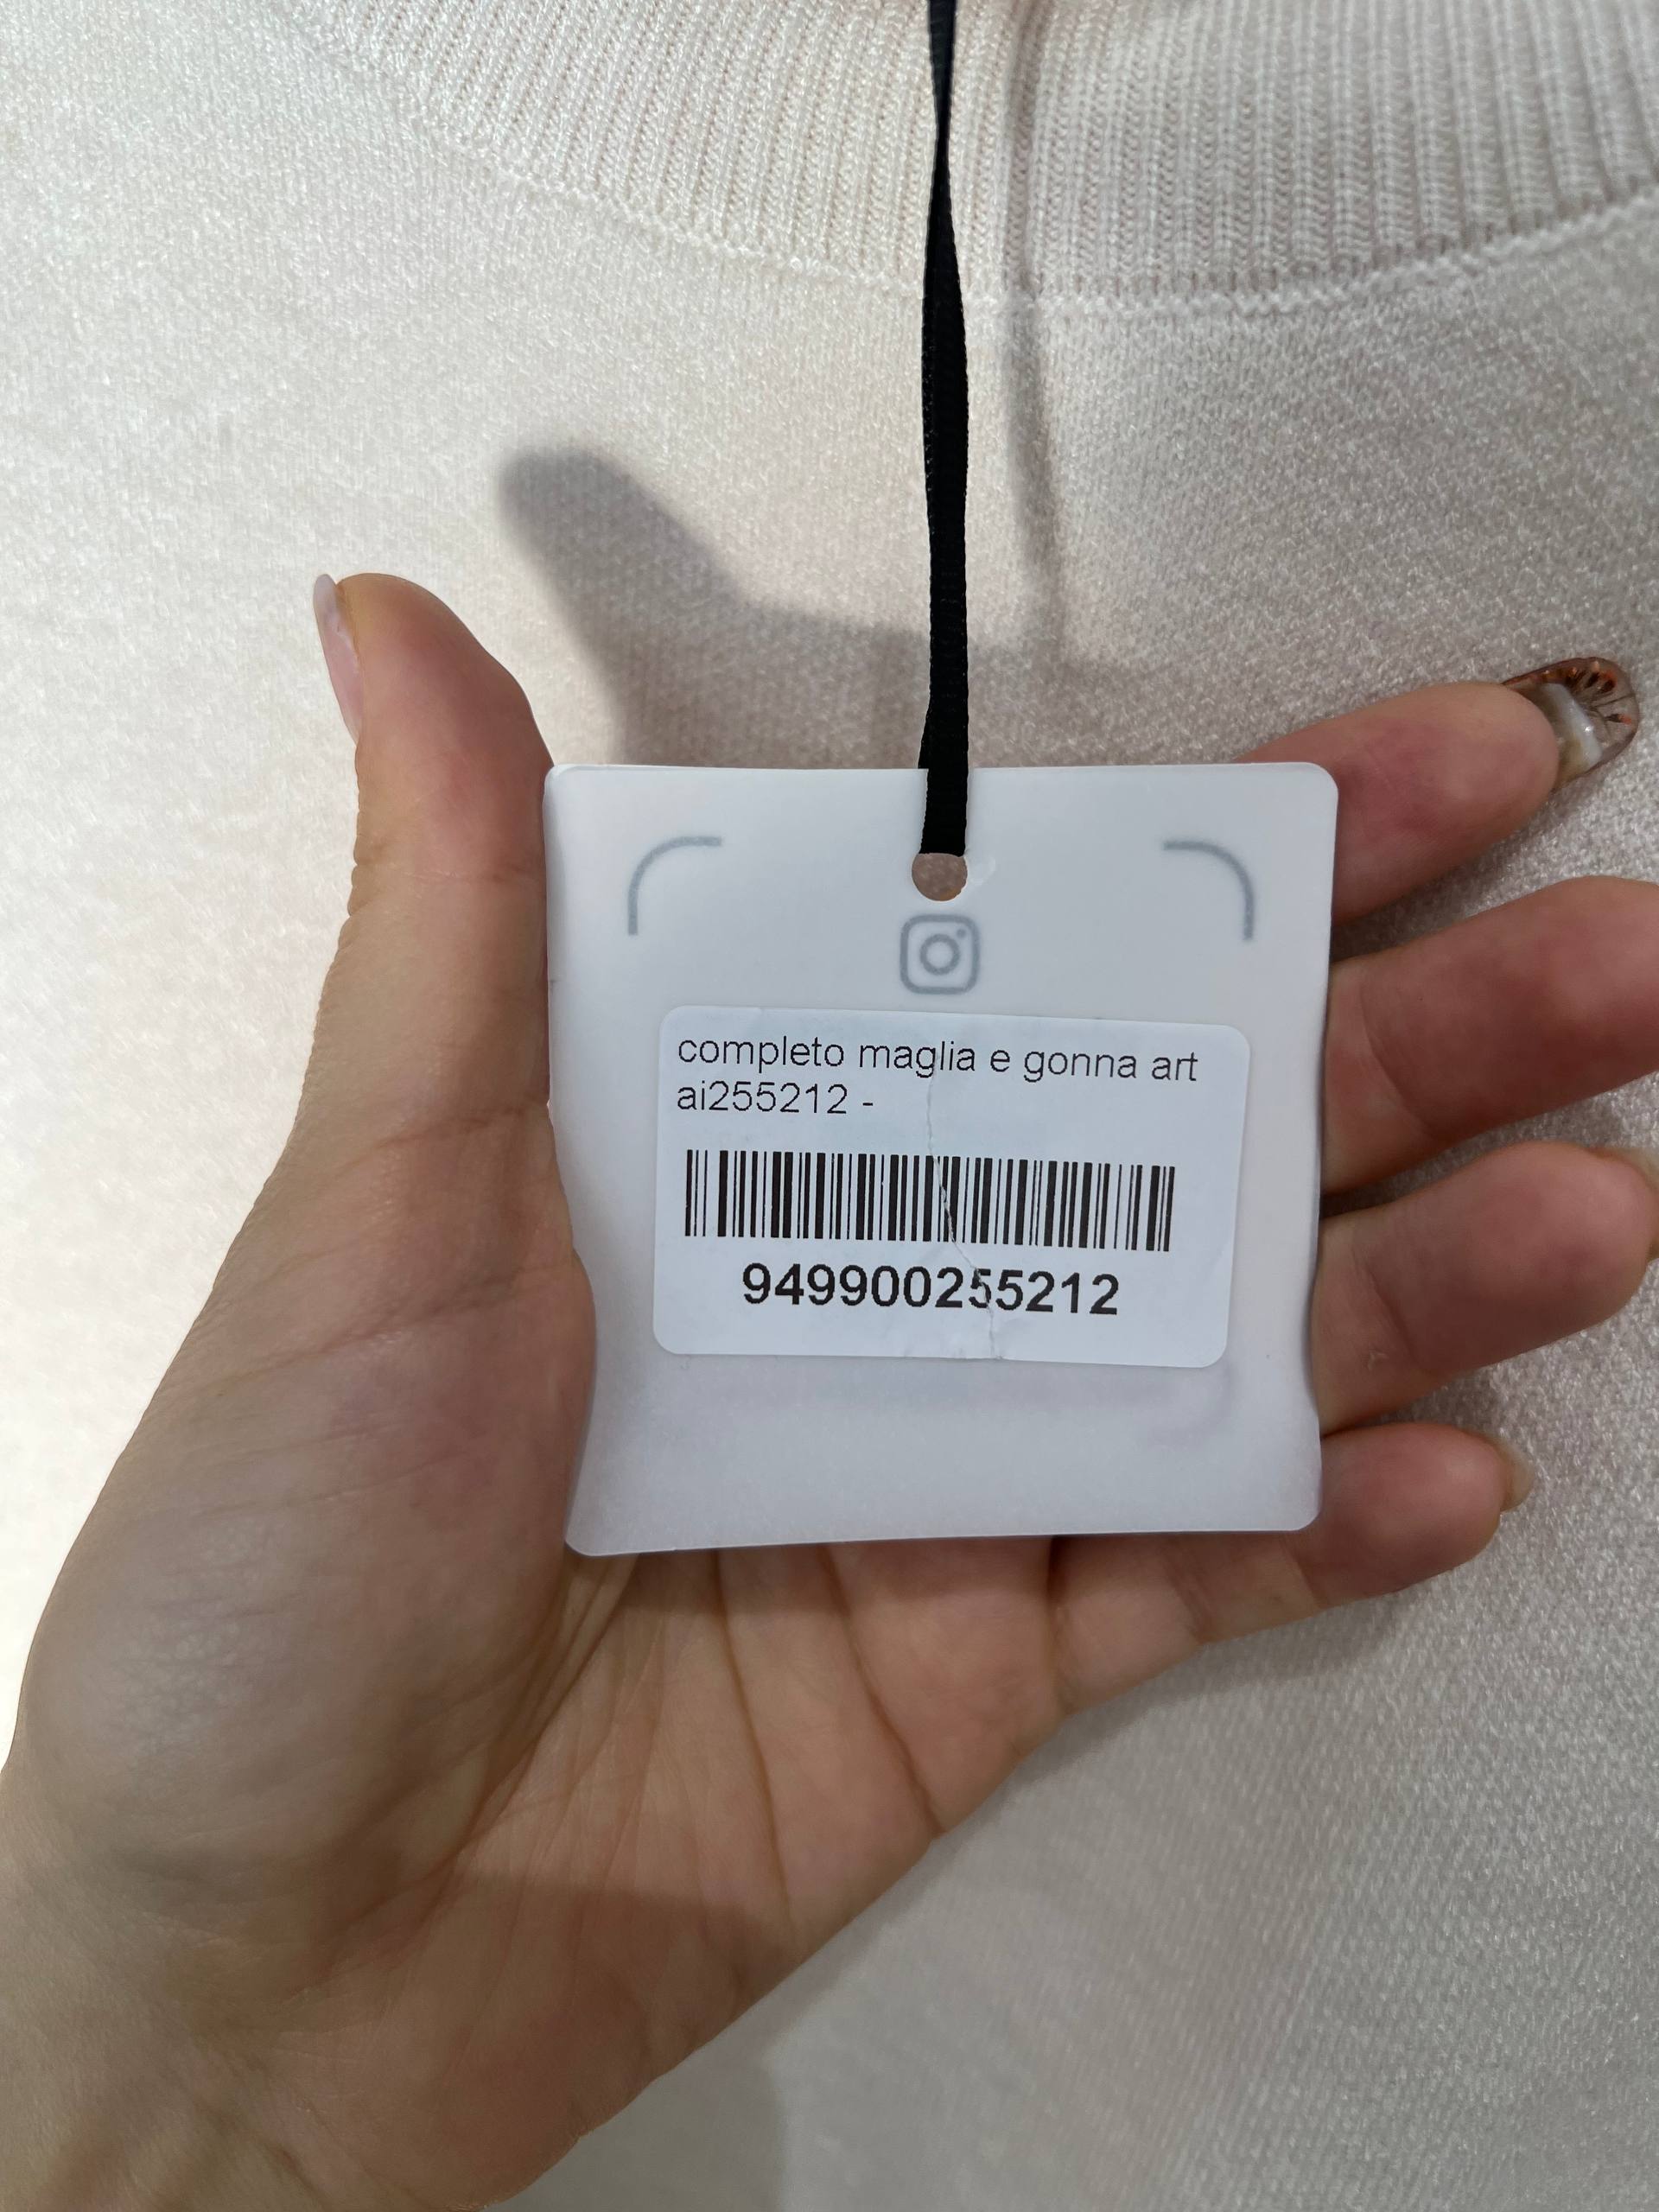 completo maglia e gonna art
ai255212 -
949900255212